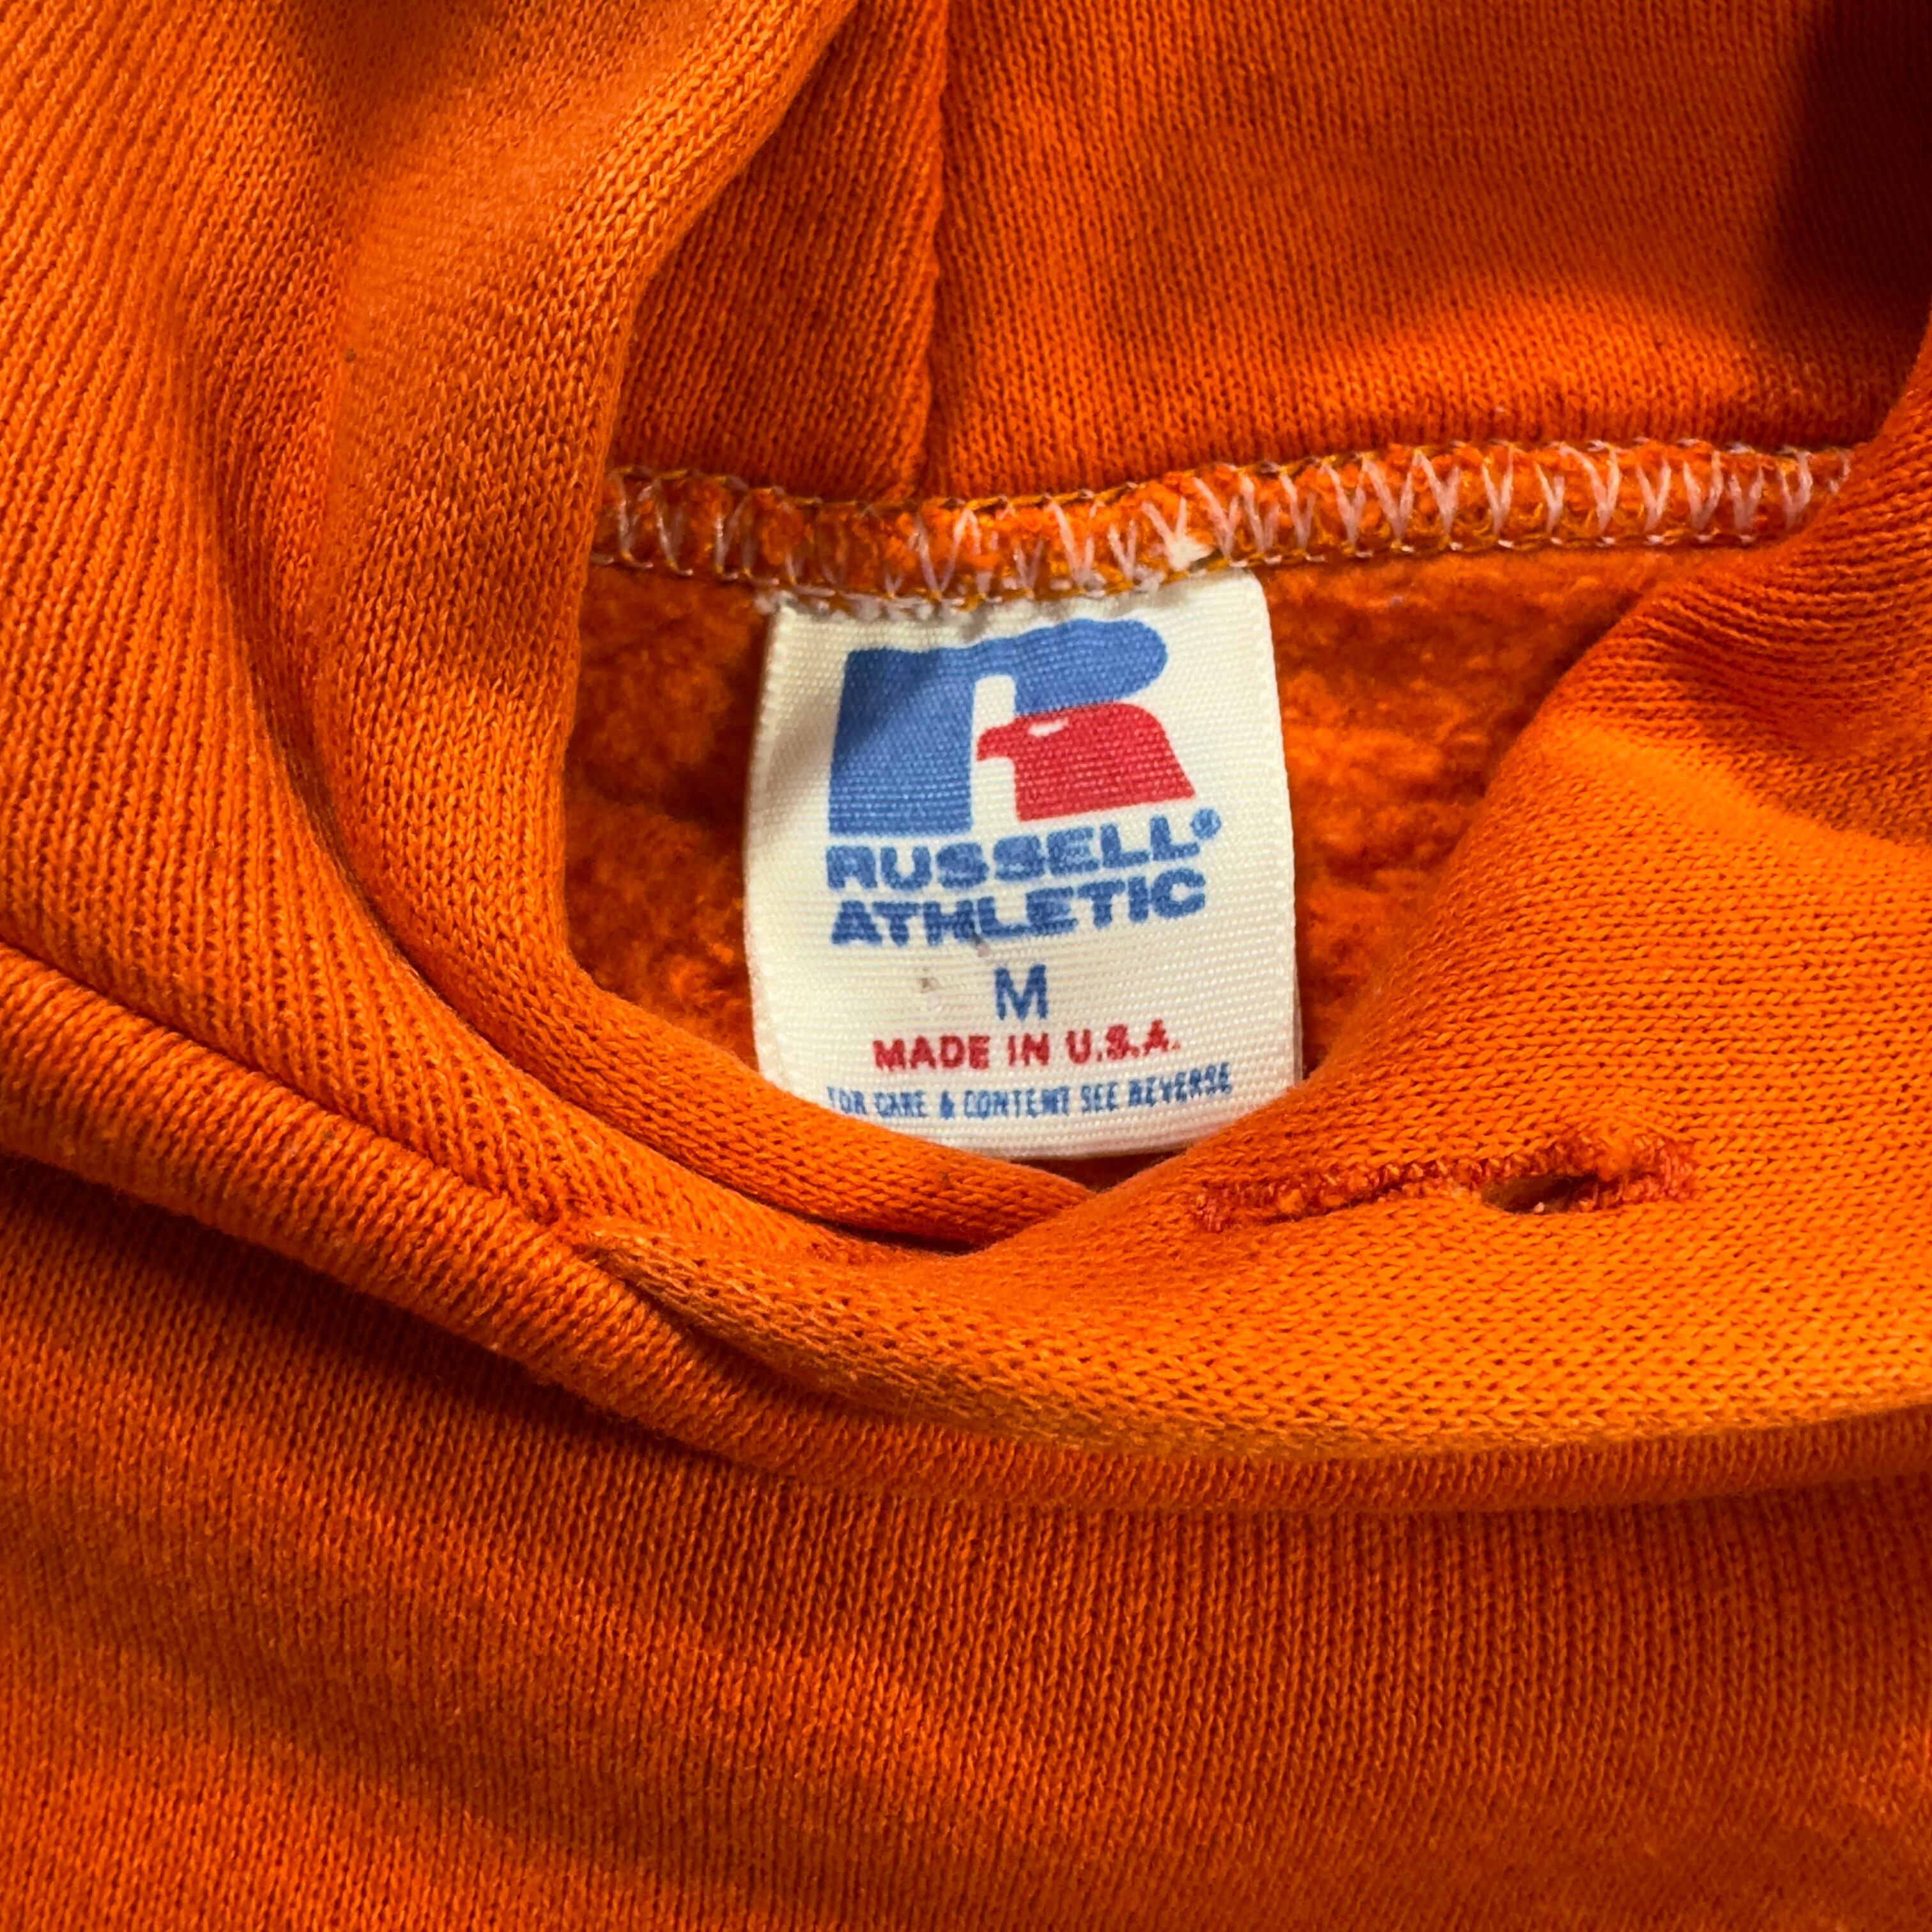 RUSSELL®
ATHLETIC
M
MADE IN U.S.A.
FOR CARE & CONTENT SEE REVERSE